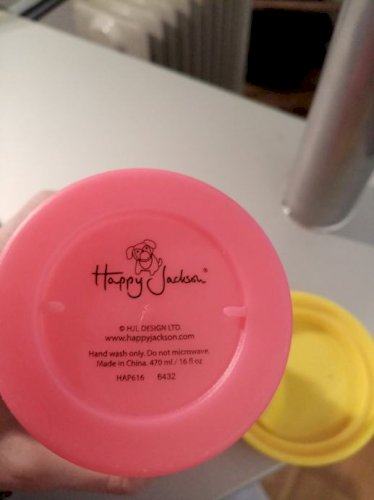 Happy Jackson®
© HJL DESIGN LTD.
www.happyjackson.com
Hand wash only. Do not microwave.
Made in China. 470 ml / 16 fl oz
HAP616 6432